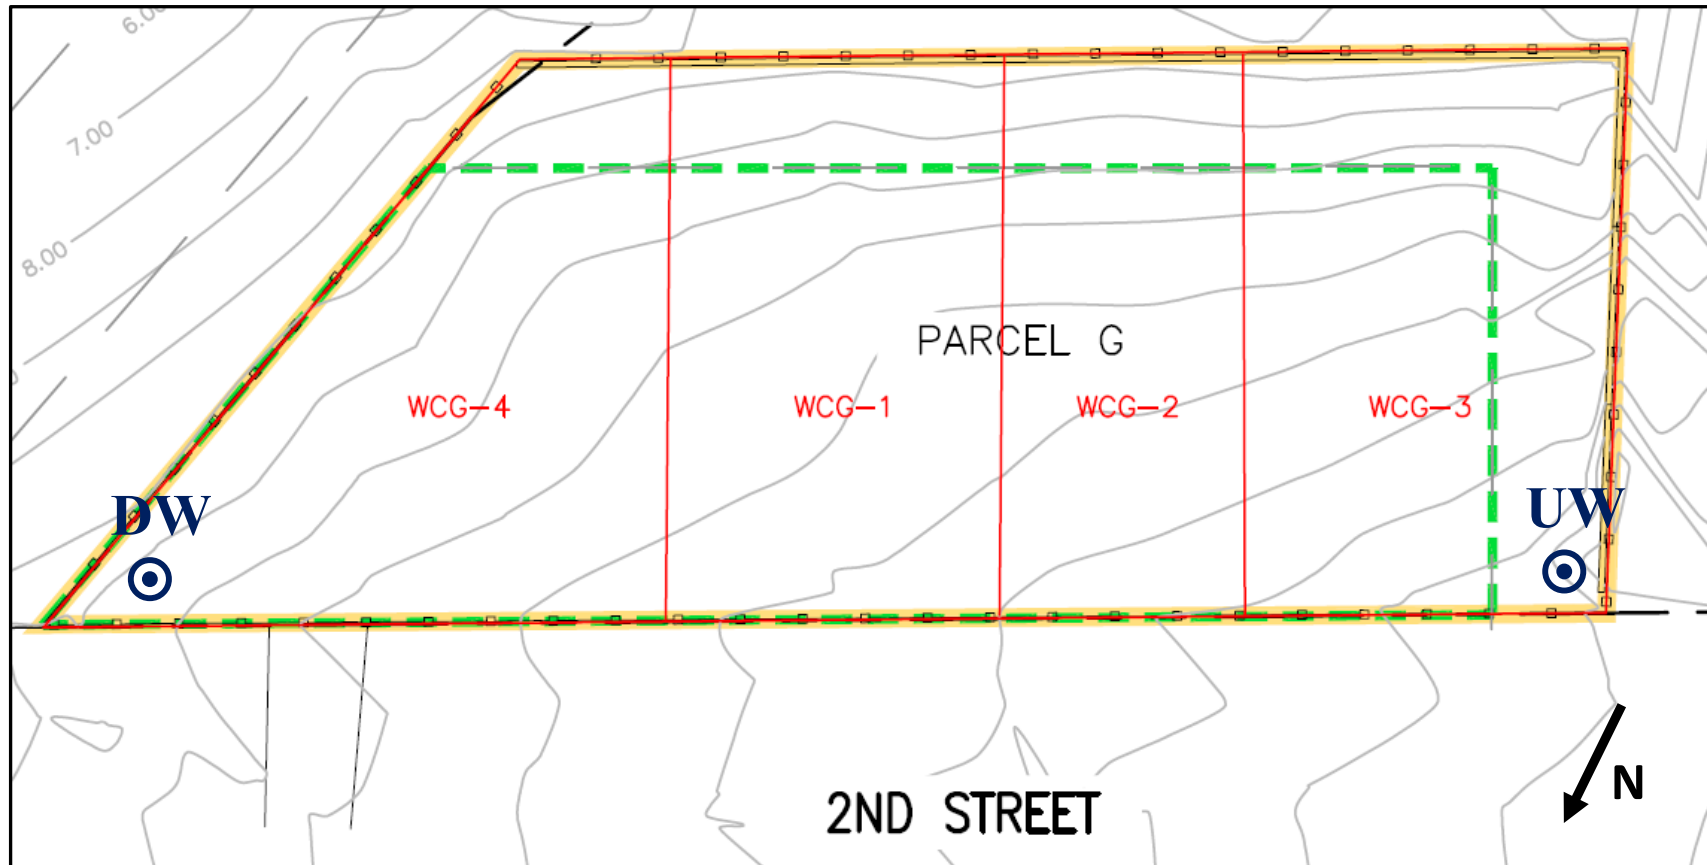 6.00
7.00
8.00
PARCEL G
WCG-4
WCG-1
WCG-2
WCG-3
DW
UW
N
2ND STREET